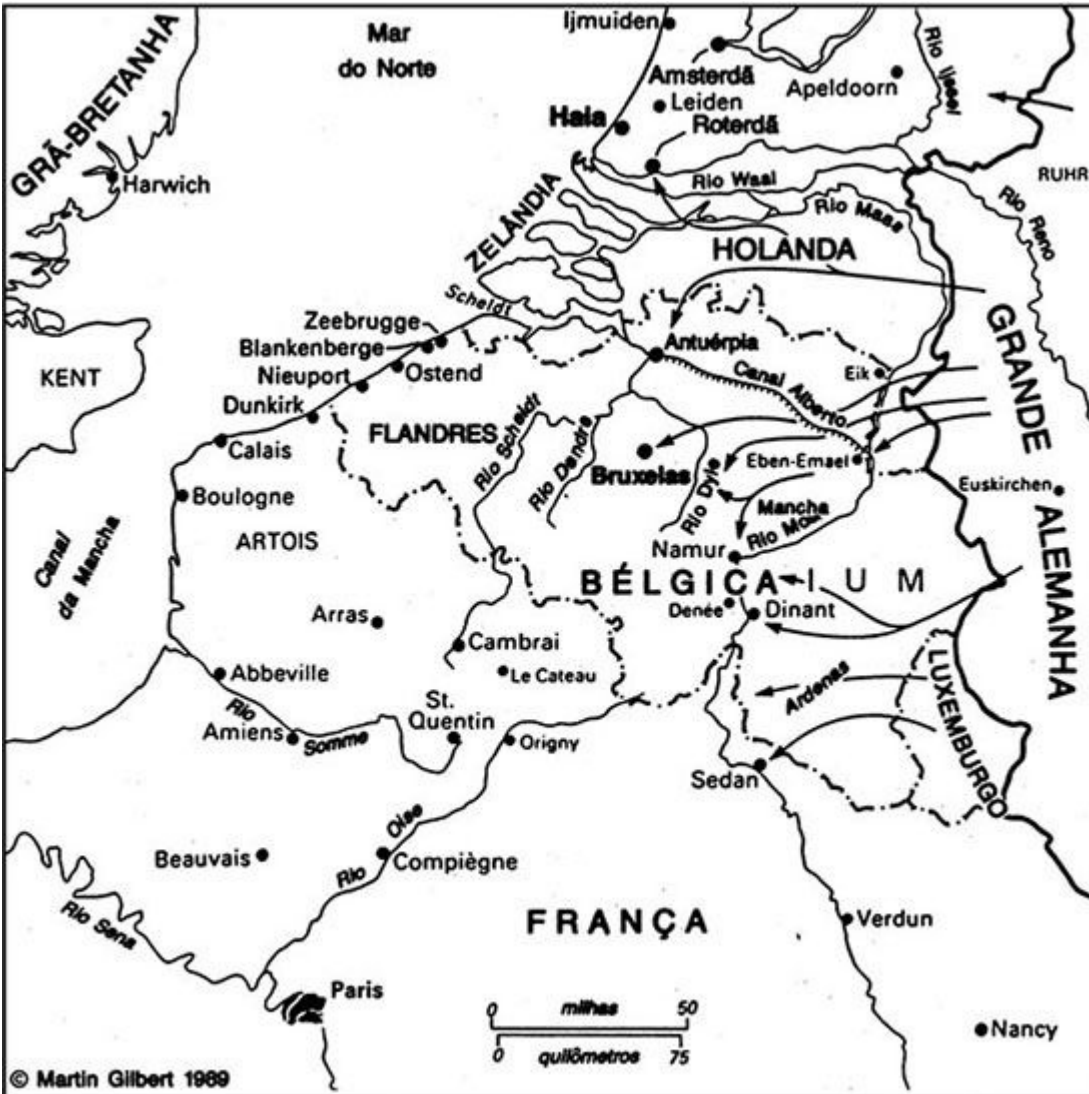 Mar
do Norte
GRÃ-BRETANHA
Harwich
KENT
Canal
da Mancha
Ijmuiden
Amsterdã
Apeldoorn
Rio Ijssel
Leiden
Haia
Roterdã
RUHR
Rio Waal
Rio Maas
Rio Reno
ZELÂNDIA
HOLANDA
Scheldt
Zeebrugge
Blankenberge
Nieuport
Ostend
Dunkirk
Calais
Boulogne
Antuérpia
Canal Alberto
Eik
GRANDE
ALEMANHA
FLANDRES
Rio Scheldt
Rio Dendre
Bruxelas
Rio Dyle
Eben-Emael
Euskirchen
Mancha
Rio
Namur
BÉLGICA I U M
Denée
Dinant
ARTOIS
Arras
Cambrai
Le Cateau
Abbeville
Rio
Somme
Amiens
St.
Quentin
Origny
Ardenas
LUXEMBURGO
Sedan
Beauvais
Rio Oise
Compiègne
Rio Sena
FRANÇA
Verdun
Paris
Nancy
0 milhas 50
0 quilômetros 75
© Martin Gilbert 1989